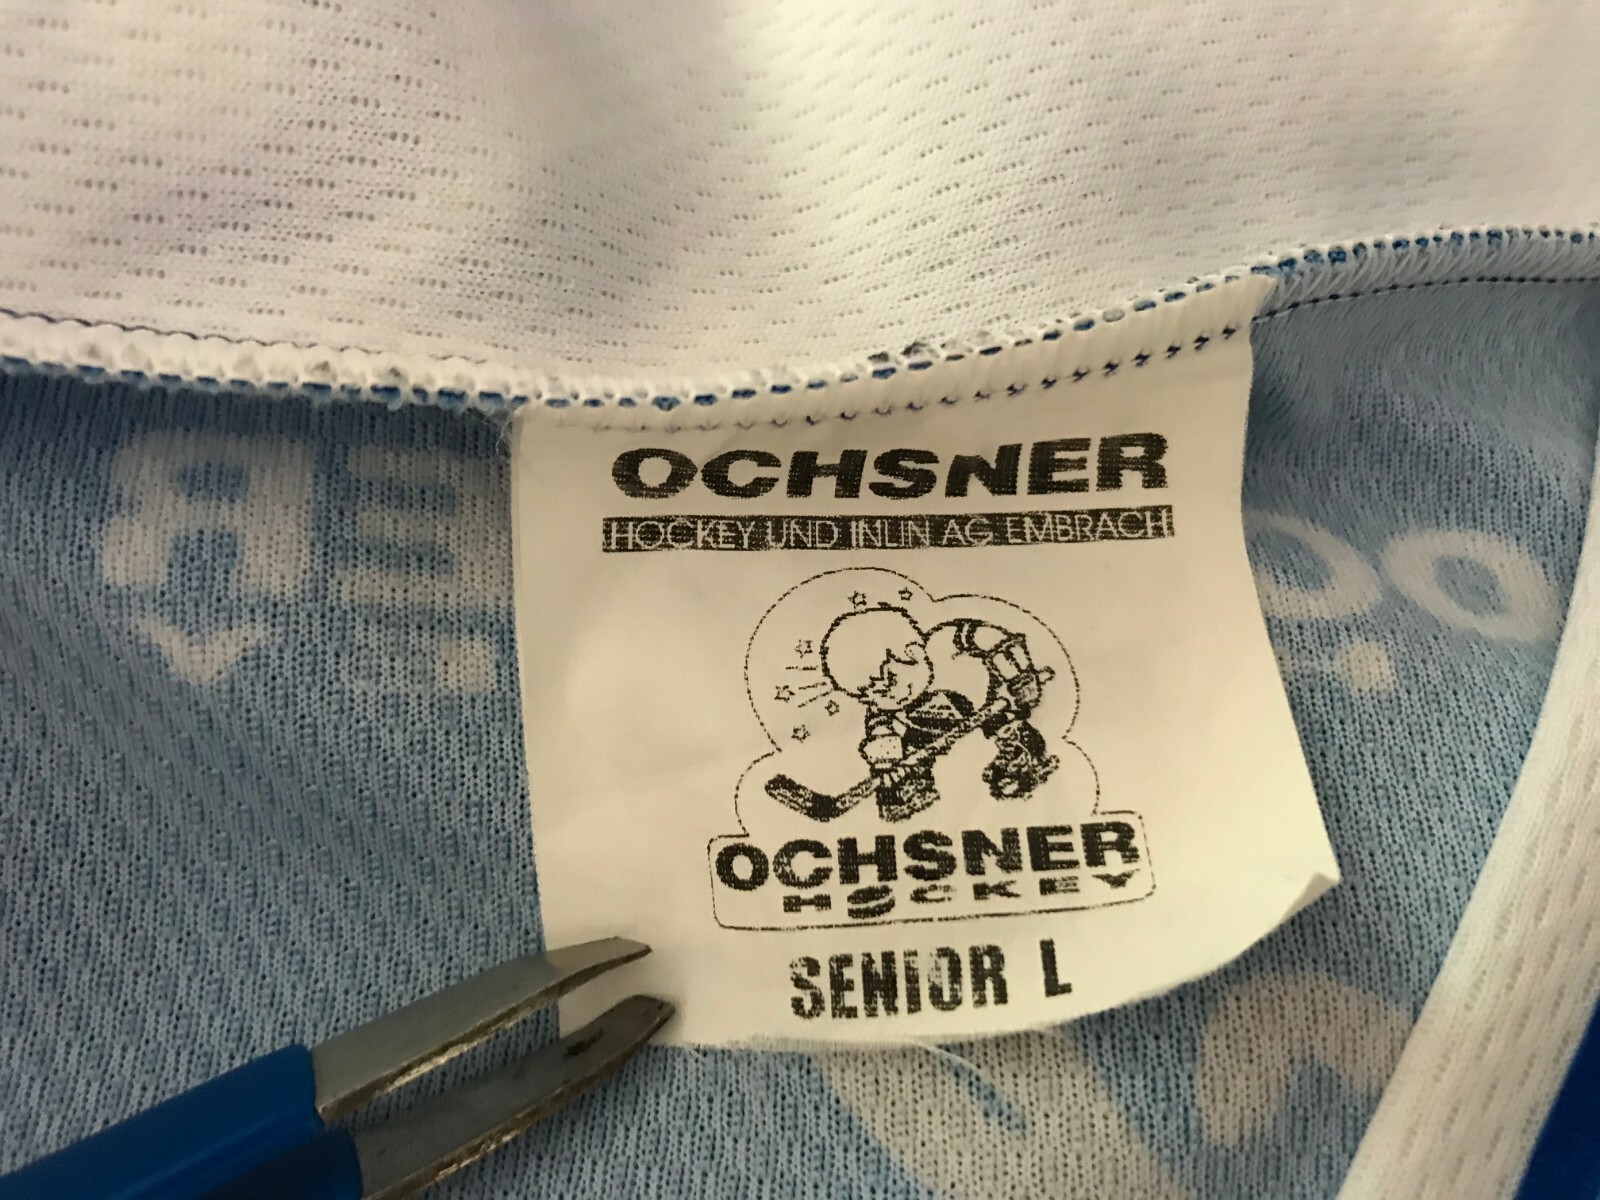 OCHSNER
HOCKEY UND INLIN AG EMBRACH
OCHSNER
HOCKEY
SENIOR L